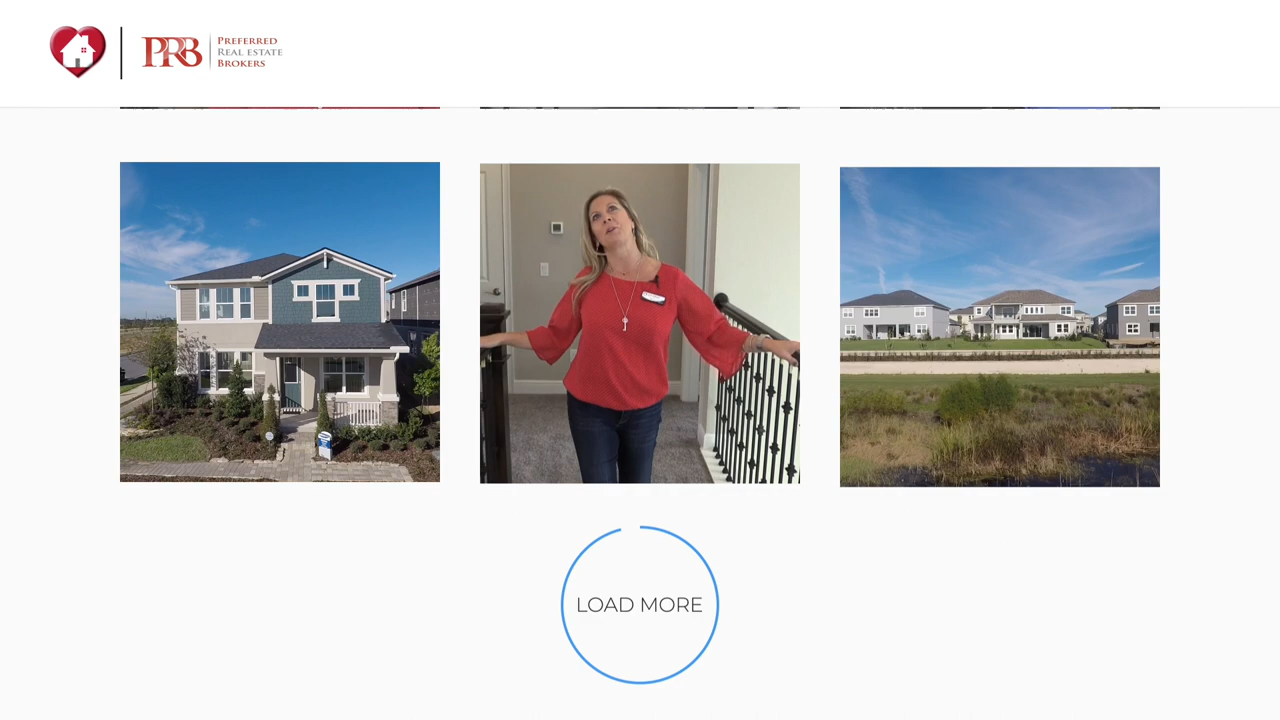 PRB
PREFERRED
REAL ESTATE
BROKERS
LOAD MORE